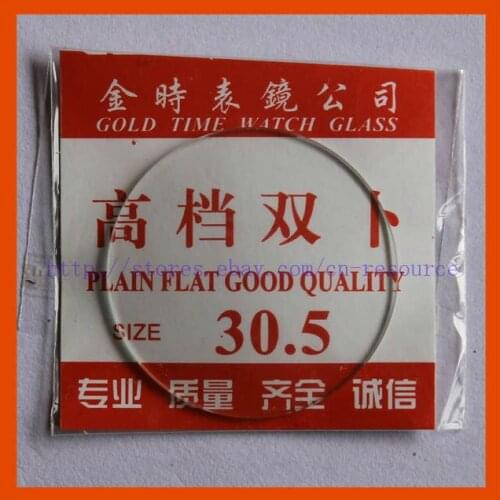 金時表鏡公司
GOLD TIME WATCH GLASS
高档双卜
http://stores.ebay.com/cn-resource
PLAIN FLAT GOOD QUALITY
SIZE 30.5
专业 质量 齐全 诚信